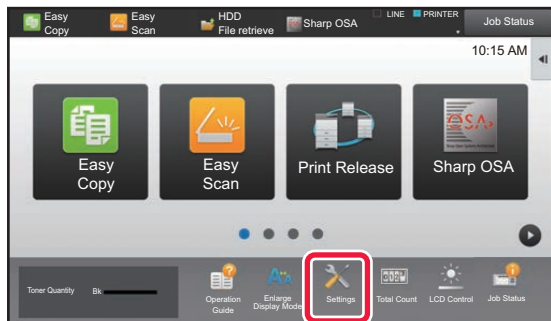 Easy
Copy
Easy
Scan
HDD
File retrieve
Sharp OSA
LINE
PRINTER
Job Status
10:15 AM
Easy
Copy
Easy
Scan
Print Release
OSA
Sharp OSA
Toner Quantity
Bk
Operation
Guide
Enlarge
Display Mode
Settings
Total Count
LCD Control
Job Status